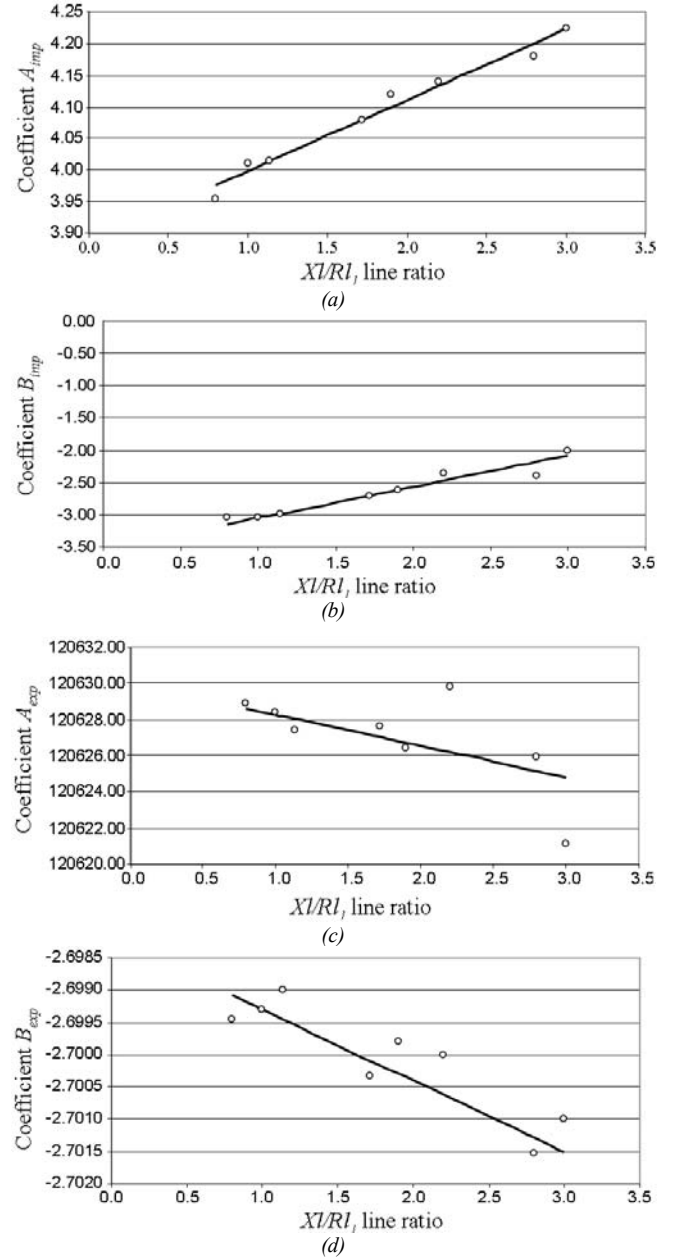 4.25
4.20
4.15
4.10
4.05
4.00
3.95
3.90
Coefficient A_imp
0.0 0.5 1.0 1.5 2.0 2.5 3.0 3.5
Xl/Rl_1 line ratio
(a)
0.00
-0.50
-1.00
-1.50
-2.00
-2.50
-3.00
-3.50
Coefficient B_imp
0.0 0.5 1.0 1.5 2.0 2.5 3.0 3.5
Xl/Rl_1 line ratio
(b)
120632.00
120630.00
120628.00
120626.00
120624.00
120622.00
120620.00
Coefficient A_exp
0.0 0.5 1.0 1.5 2.0 2.5 3.0 3.5
Xl/Rl_1 line ratio
(c)
-2.6985
-2.6990
-2.6995
-2.7000
-2.7005
-2.7010
-2.7015
-2.7020
Coefficient B_exp
0.0 0.5 1.0 1.5 2.0 2.5 3.0 3.5
Xl/Rl_1 line ratio
(d)